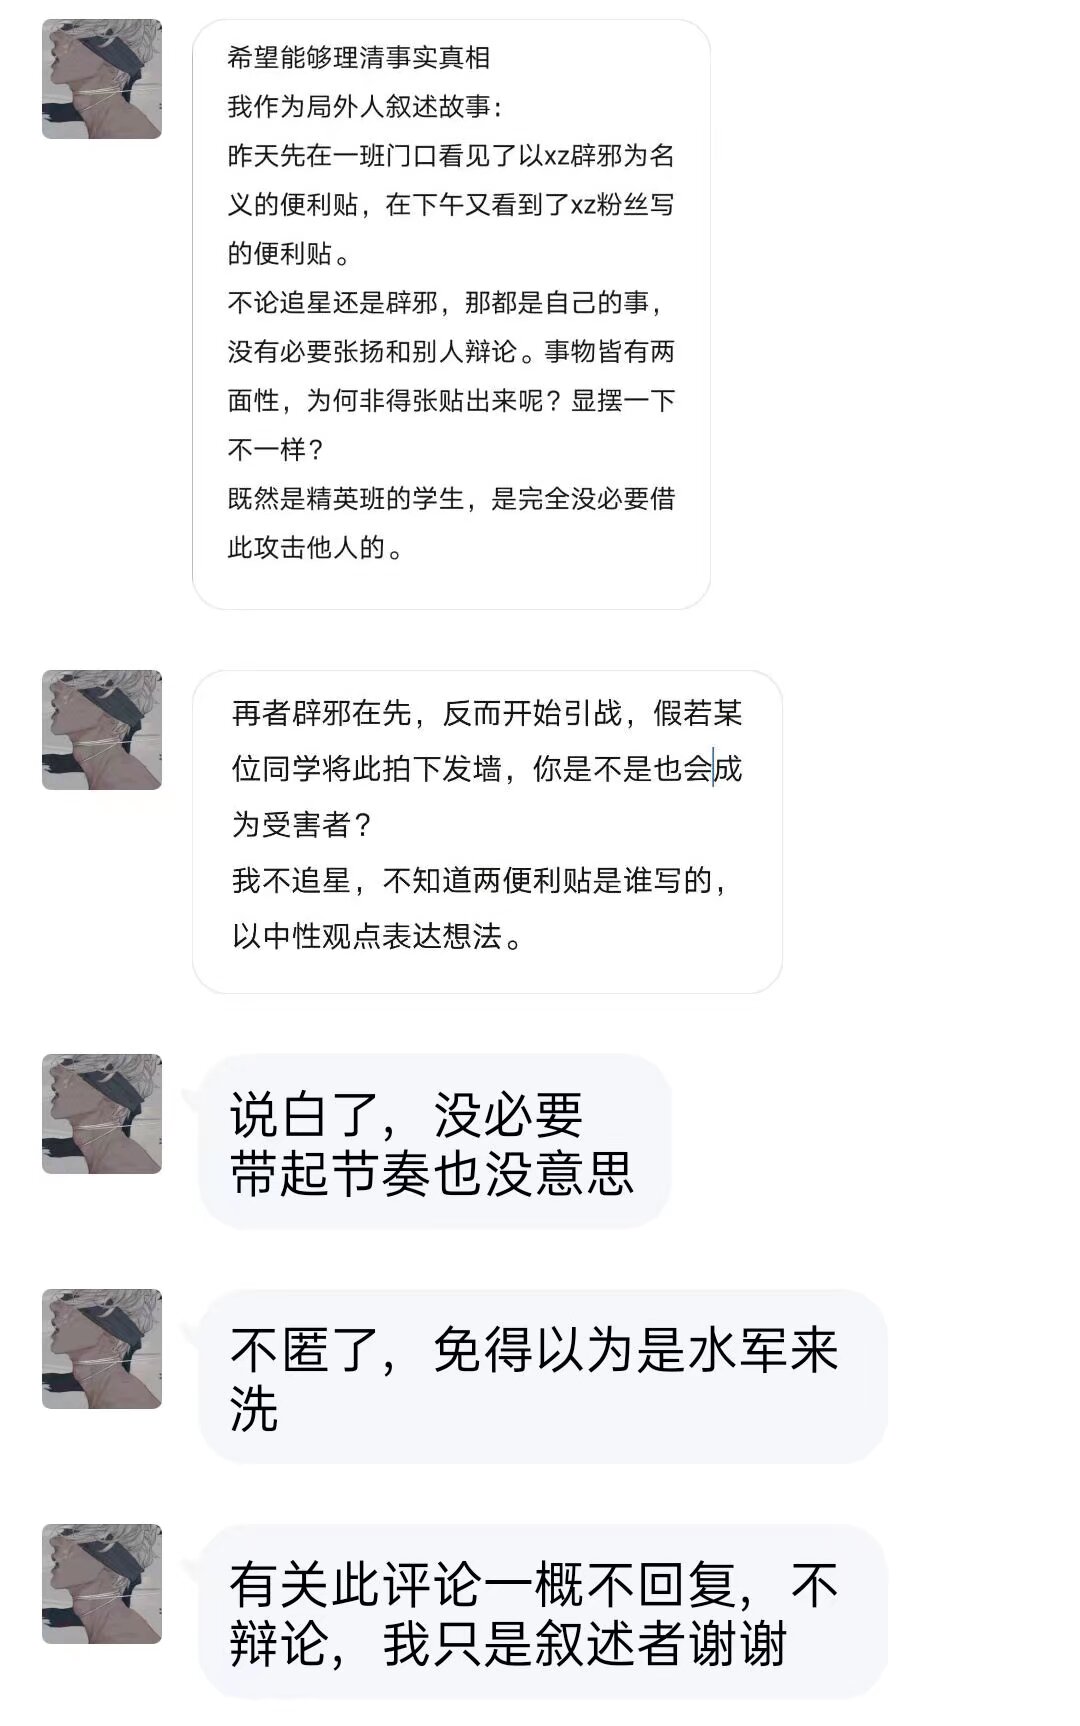 希望能够理清事实真相
我作为局外人叙述故事：
昨天先在一班门口看见了以xz辟邪为名
义的便利贴，在下午又看到了xz粉丝写
的便利贴。
不论追星还是辟邪，那都是自己的事，
没有必要张扬和别人辩论。事物皆有两
面性，为何非得张贴出来呢？显摆一下
不一样？
既然是精英班的学生，是完全没必要借
此攻击他人的。
再者辟邪在先，反而开始引战，假若某
位同学将此拍下发墙，你是不是也会成
为受害者？
我不追星，不知道两便利贴是谁写的，
以中性观点表达想法。
说白了，没必要
带起节奏也没意思
不匿了，免得以为是水军来
洗
有关此评论一概不回复，不
辩论，我只是叙述者谢谢